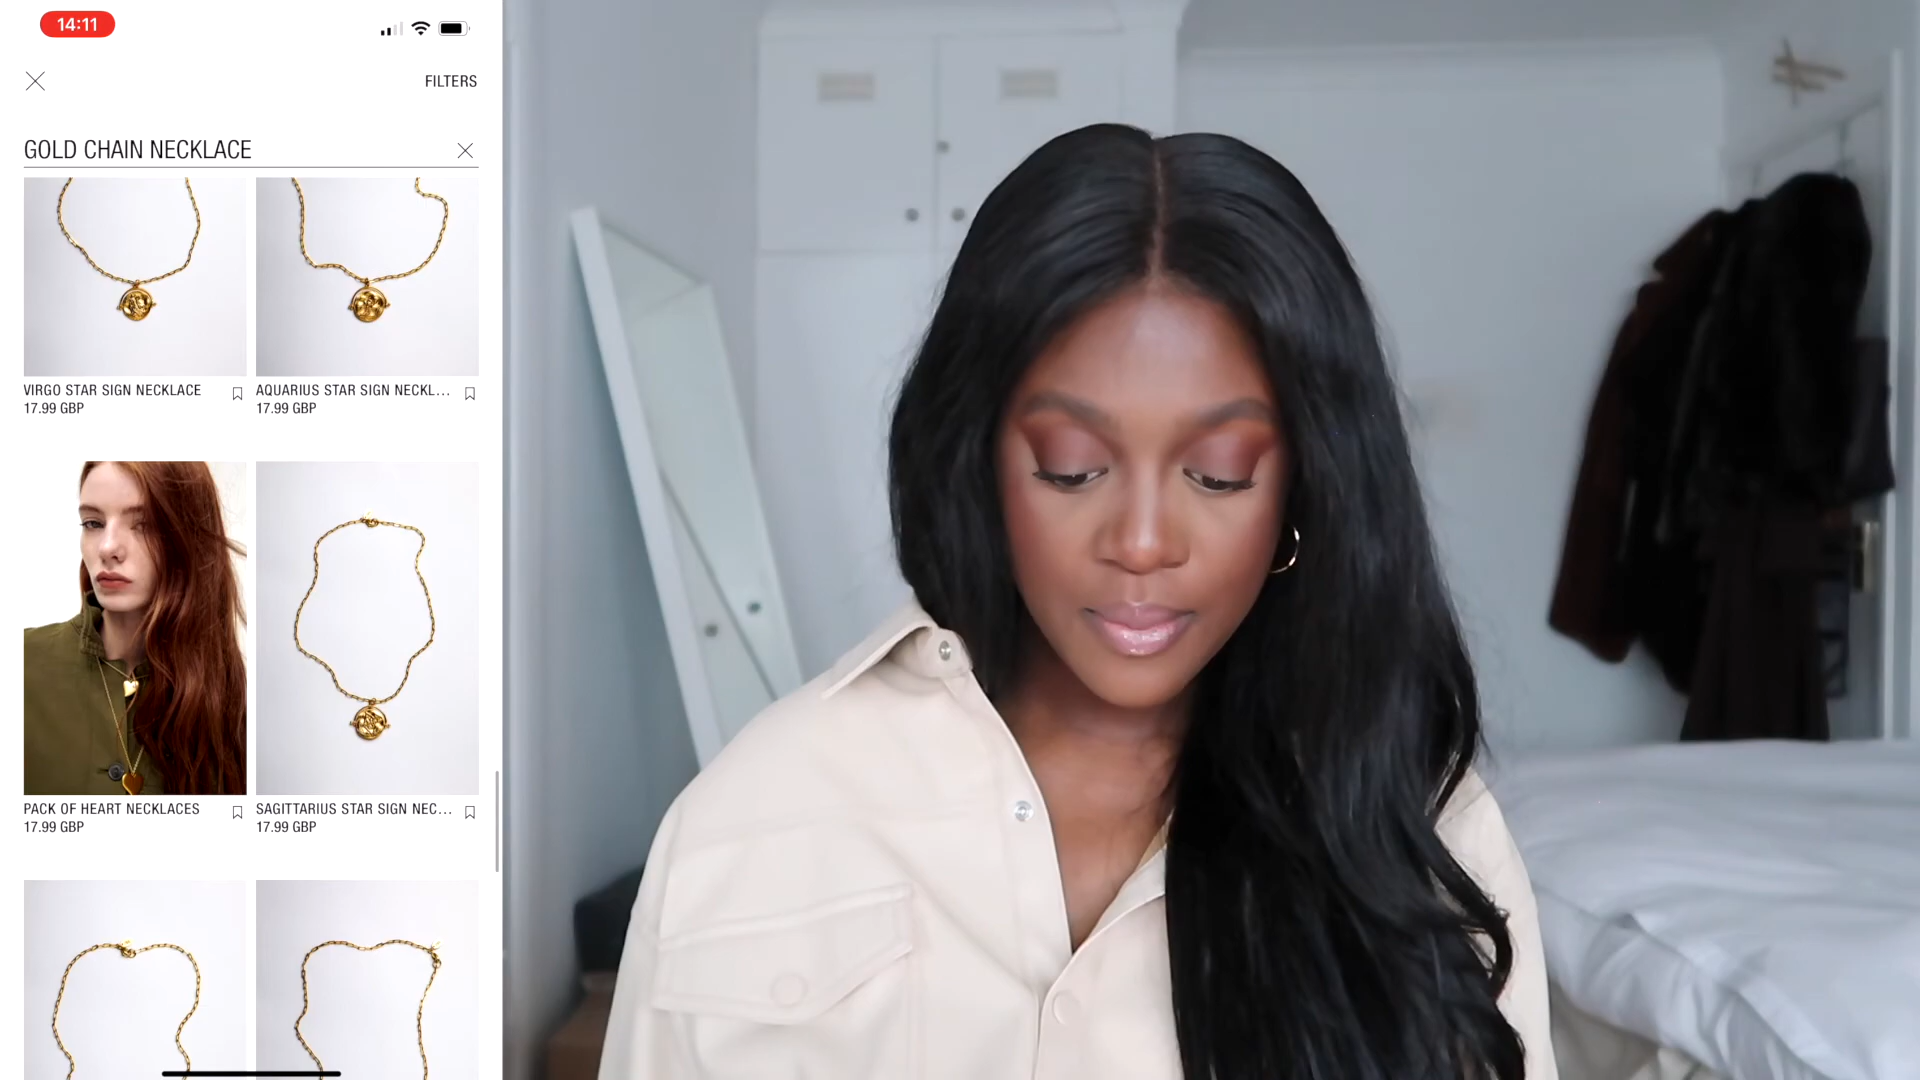 14:11
FILTERS
GOLD CHAIN NECKLACE
VIRGO STAR SIGN NECKLACE
17.99 GBP
AQUARIUS STAR SIGN NECKL...
17.99 GBP
PACK OF HEART NECKLACES
17.99 GBP
SAGITTARIUS STAR SIGN NEC...
17.99 GBP